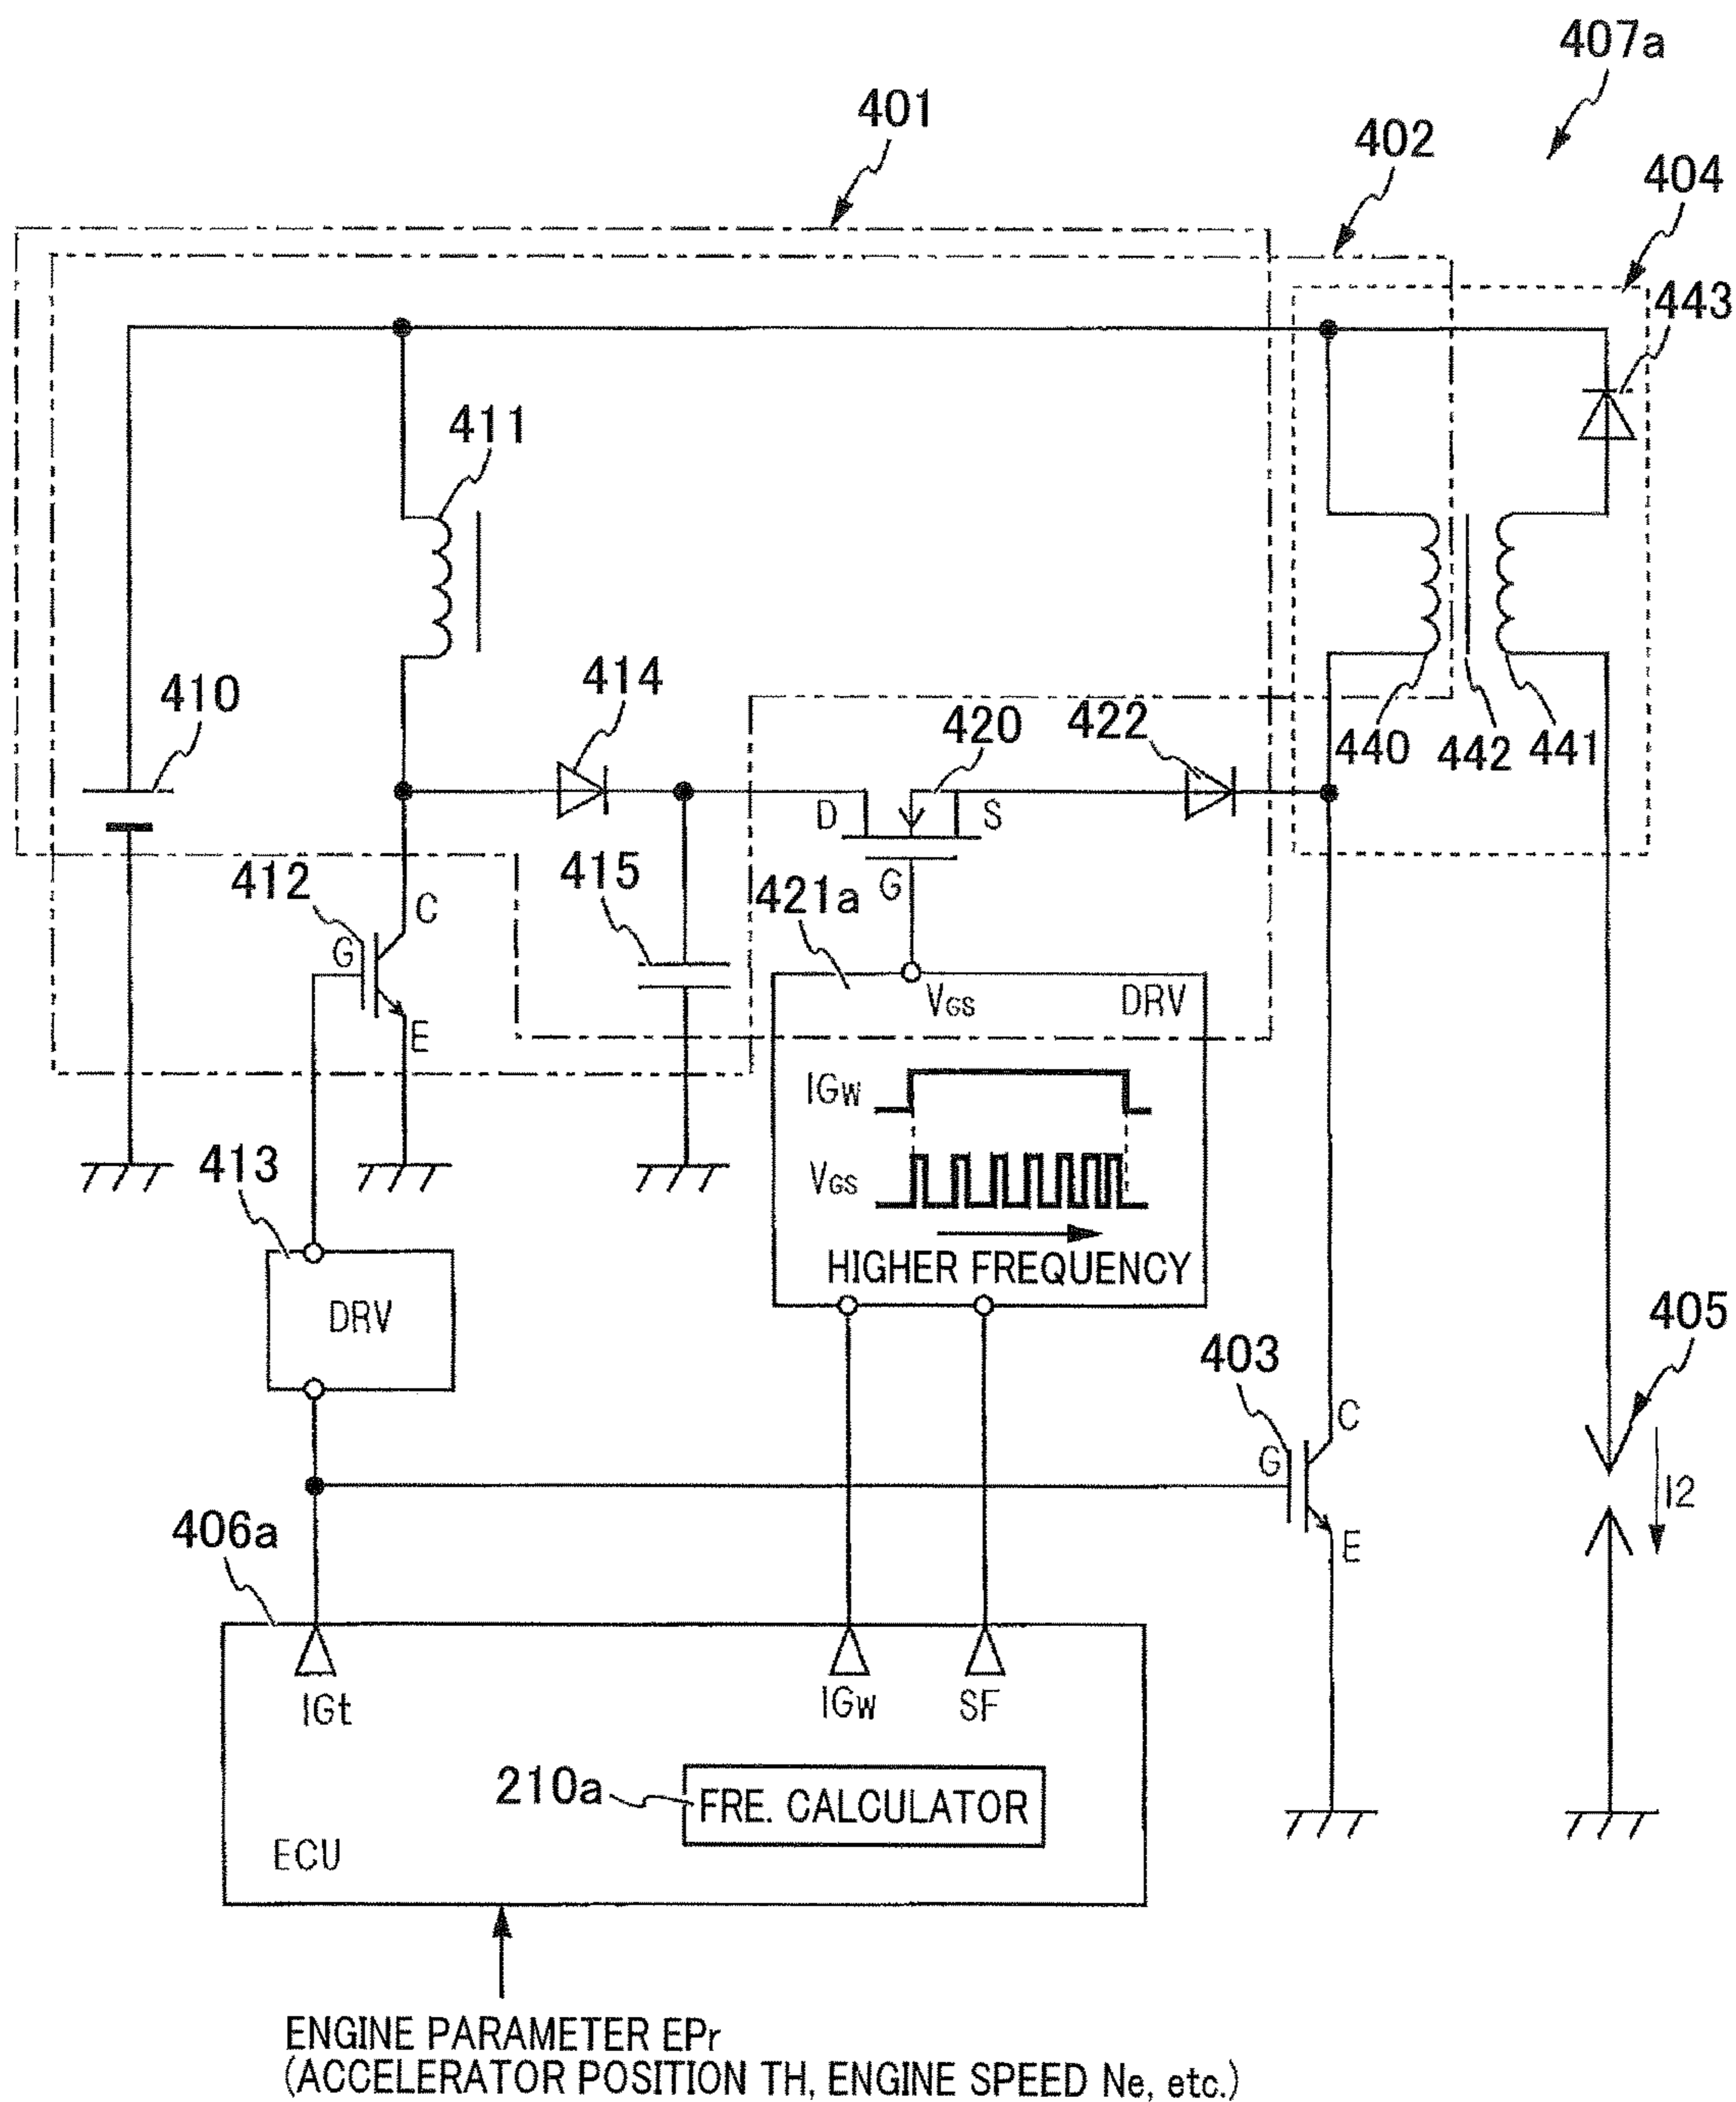 407a
401
402
404
443
411
410
414
420
422
440
442
441
D
S
412
C
G
415
G
421a
E
VGS
DRV
IGw
413
VGS
HIGHER FREQUENCY
DRV
405
403
C
G
I2
406a
E
IGt
IGw
SF
210a
FRE. CALCULATOR
ECU
ENGINE PARAMETER EPr
(ACCELERATOR POSITION TH, ENGINE SPEED Ne, etc.)